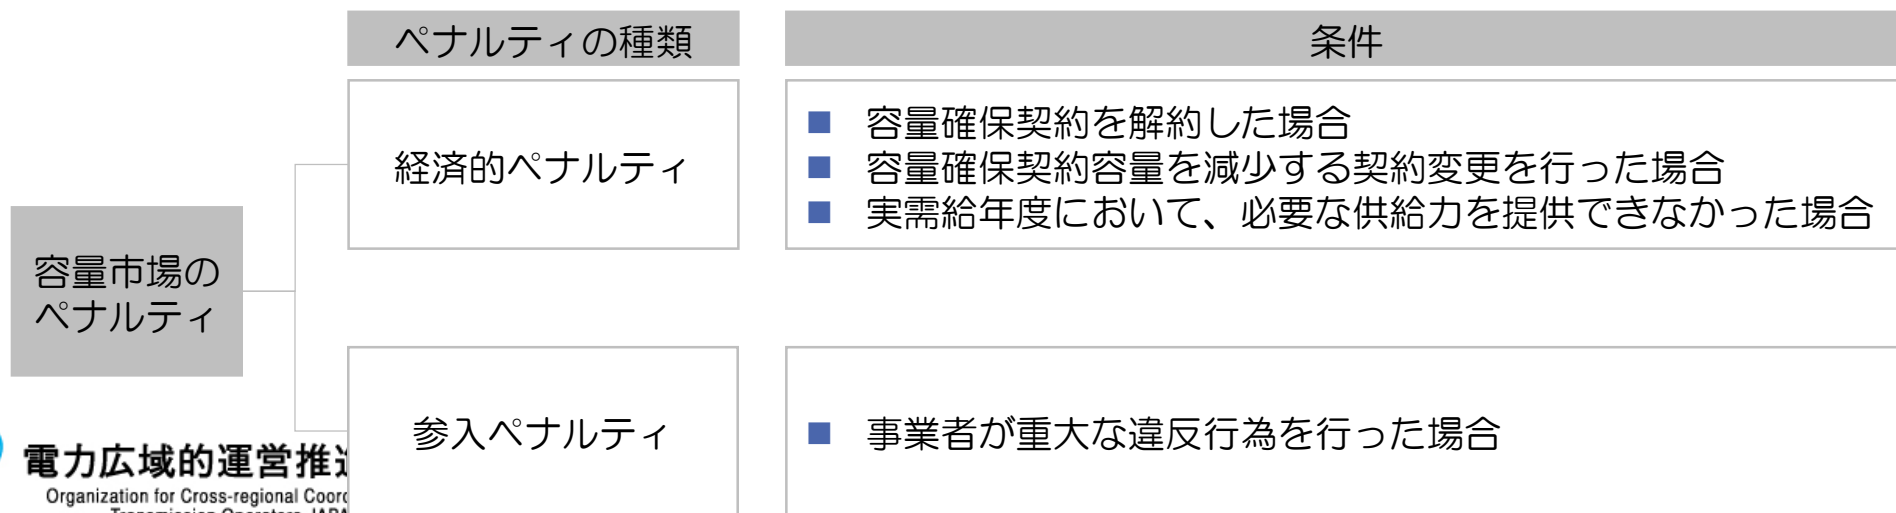 ペナルティの種類
条件
容量市場の
ペナルティ
経済的ペナルティ
容量確保契約を解約した場合
容量確保契約容量を減少する契約変更を行った場合
実需給年度において、必要な供給力を提供できなかった場合
参入ペナルティ
事業者が重大な違反行為を行った場合
電力広域的運営推
Organization for Cross-regional